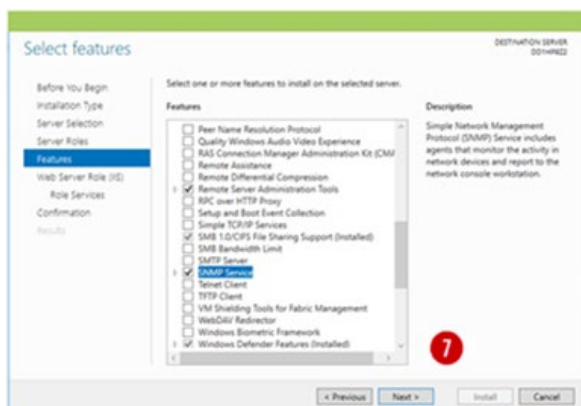 Select features
DESTINATION SERVER
Before You Begin
Installation Type
Server Selection
Server Roles
Features
Web Server Role (IIS)
Role Services
Confirmation
Results
Select one or more features to install on the selected server.
Features
Peer Name Resolution Protocol
Quality Windows Audio Video Experience
RAS Connection Manager Administration Kit (CMA
Remote Assistance
Remote Differential Compression
Remote Server Administration Tools
RPC over HTTP Proxy
Setup and Boot Event Collection
Simple TCP/IP Services
SMB 1.0/CIFS File Sharing Support (Installed)
SMB Bandwidth Limit
SMTP Server
SNMP Service
Telnet Client
TFTP Client
VM Shielding Tools for Fabric Management
WebDAV Redirector
Windows Biometric Framework
Windows Defender Features (Installed)
Description
Simple Network Management
Protocol (SNMP) Service includes
agents that monitor the activity in
network devices and report to the
network console workstation.
7
< Previous
Next >
Install
Cancel